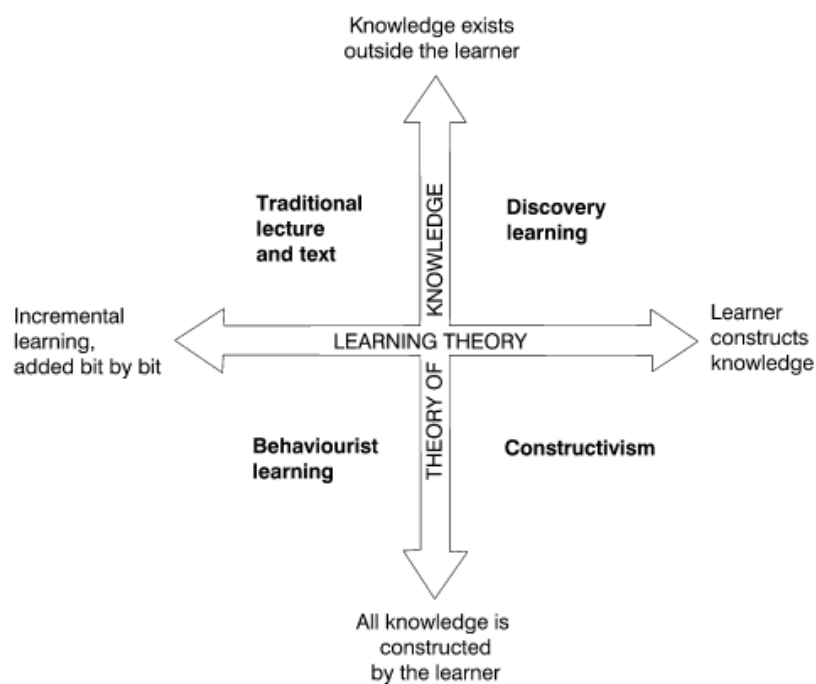 Knowledge exists
outside the learner
Traditional
lecture
and text
Discovery
learning
Incremental
learning,
added bit by bit
LEARNING THEORY
THEORY OF KNOWLEDGE
Learner
constructs
knowledge
Behaviourist
learning
Constructivism
All knowledge is
constructed
by the learner